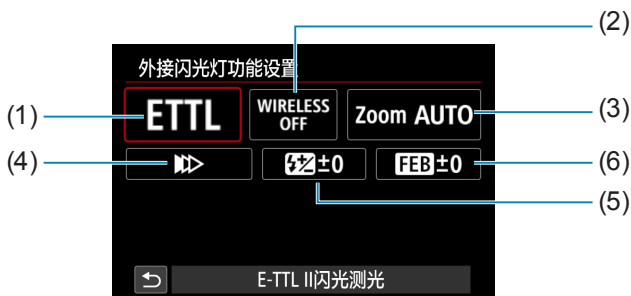 (2)
外接闪光灯功能设置
(1) ETTL WIRELESS OFF Zoom AUTO (3)
(4) ±0 FEB±0 (6)
(5)
E-TTL II闪光测光